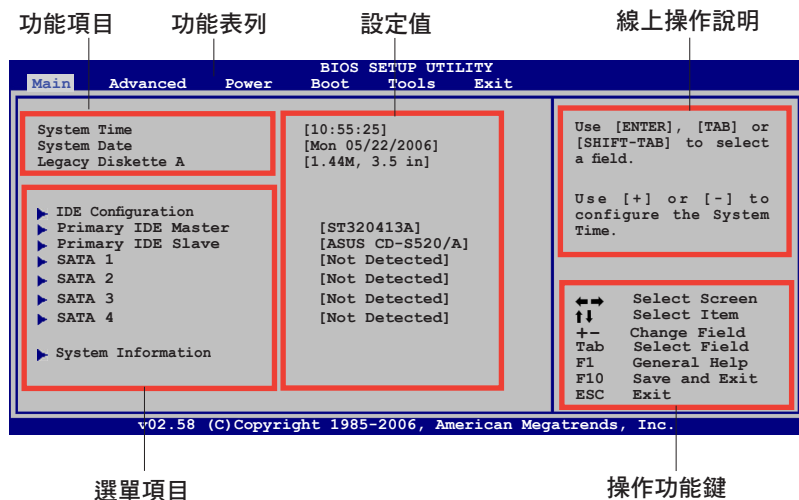 功能項目 功能表列 設定值 線上操作說明
BIOS SETUP UTILITY
Main Advanced Power Boot Tools Exit
System Time [10:55:25]
System Date [Mon 05/22/2006]
Legacy Diskette A [1.44M, 3.5 in]
IDE Configuration
Primary IDE Master [ST320413A]
Primary IDE Slave [ASUS CD-S520/A]
SATA 1 [Not Detected]
SATA 2 [Not Detected]
SATA 3 [Not Detected]
SATA 4 [Not Detected]
System Information
Use [ENTER], [TAB] or
[SHIFT-TAB] to select
a field.
Use [+] or [-] to
configure the System
Time.
←→ Select Screen
↑↓ Select Item
+- Change Field
Tab Select Field
F1 General Help
F10 Save and Exit
ESC Exit
v02.58 (C)Copyright 1985-2006, American Megatrends, Inc.
選單項目 操作功能鍵